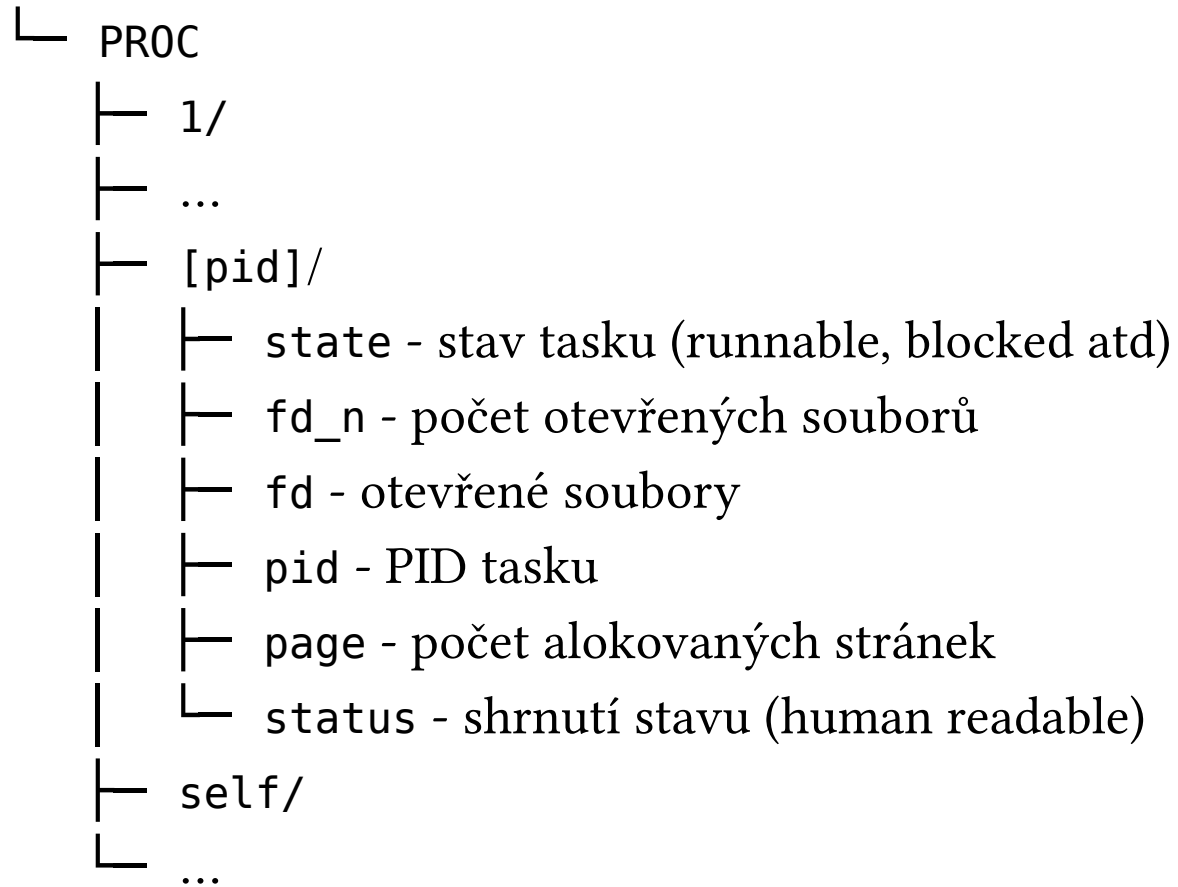 └─ PROC
├─ 1/
├─ ...
├─ [pid]/
│ ├─ state - stav tasku (runnable, blocked atd)
│ ├─ fd_n - počet otevřených souborů
│ ├─ fd - otevřené soubory
│ ├─ pid - PID tasku
│ ├─ page - počet alokovaných stránek
│ └─ status - shrnutí stavu (human readable)
├─ self/
└─ ...